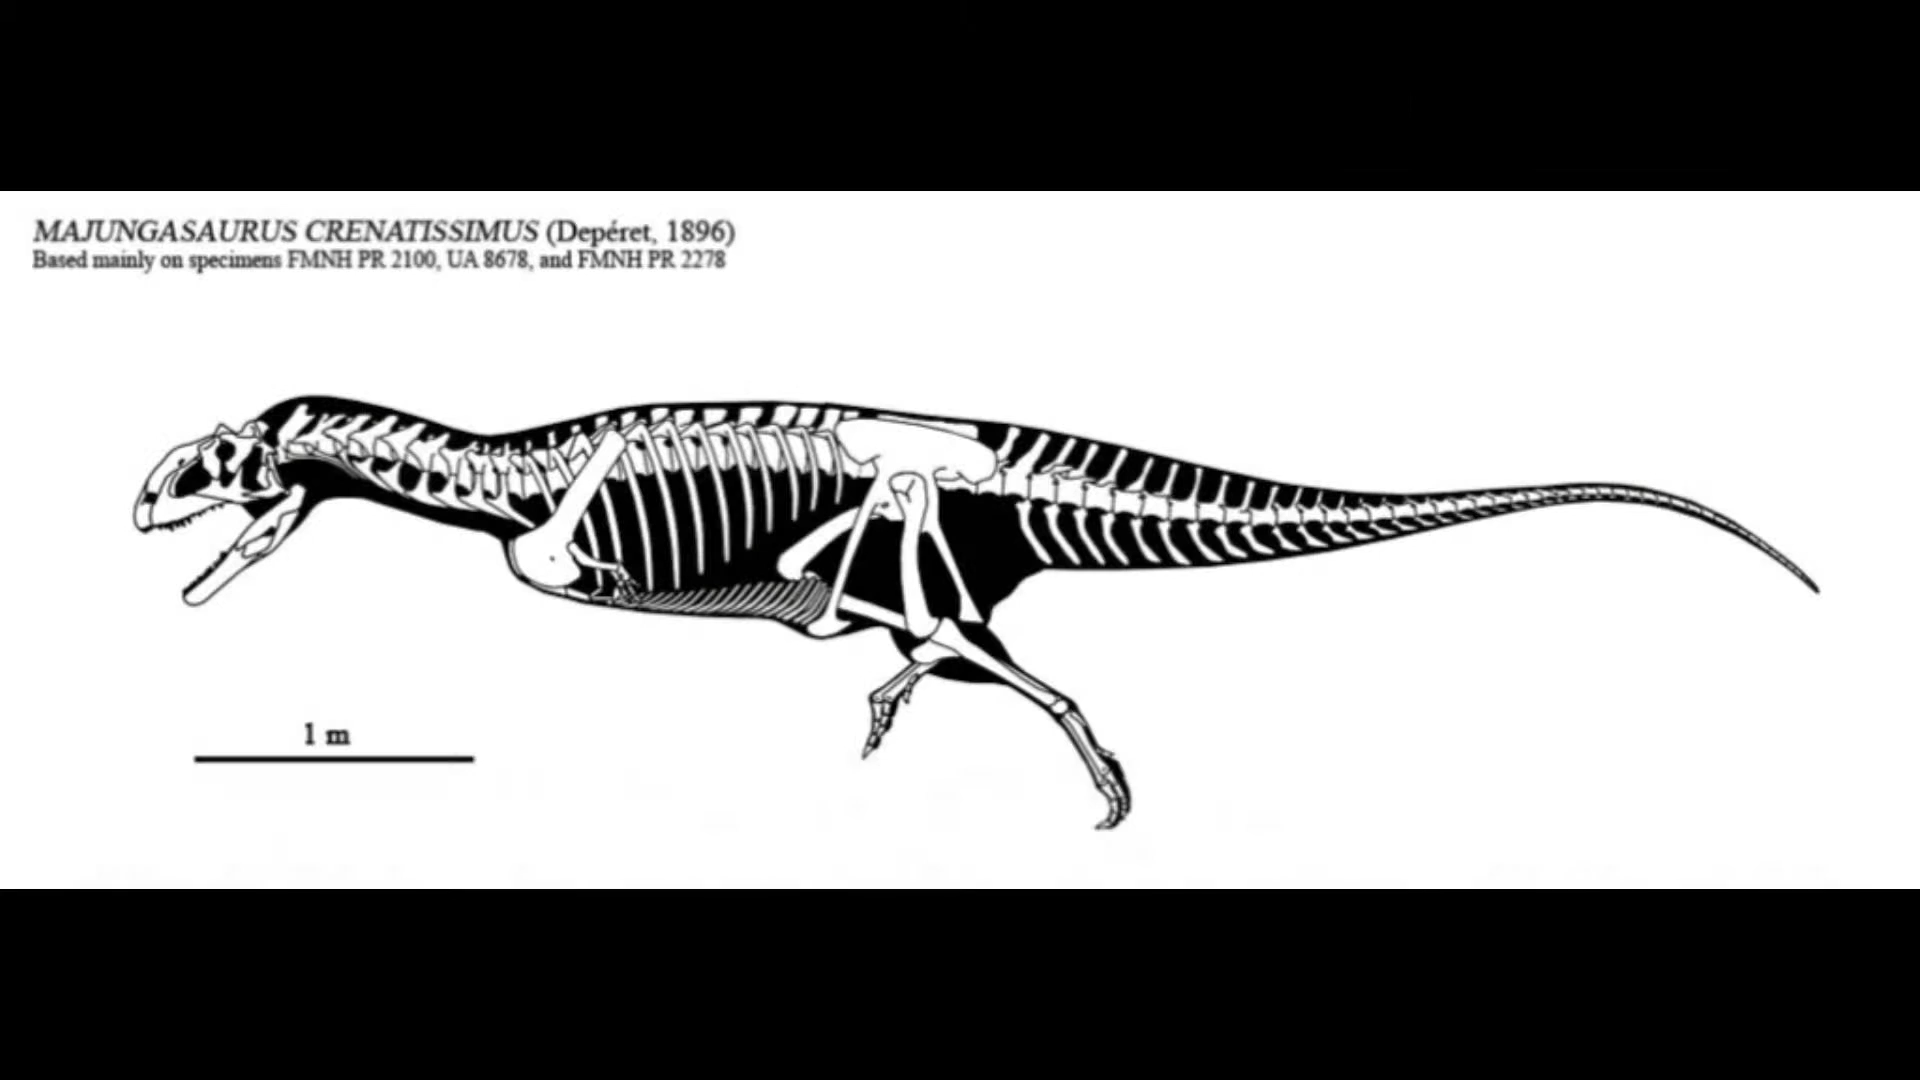 MAJUNGASAURUS CRENATISSIMUS (Depéret, 1896)
Based mainly on specimens FMNH PR 2100, UA 8678, and FMNH PR 2278
1 m